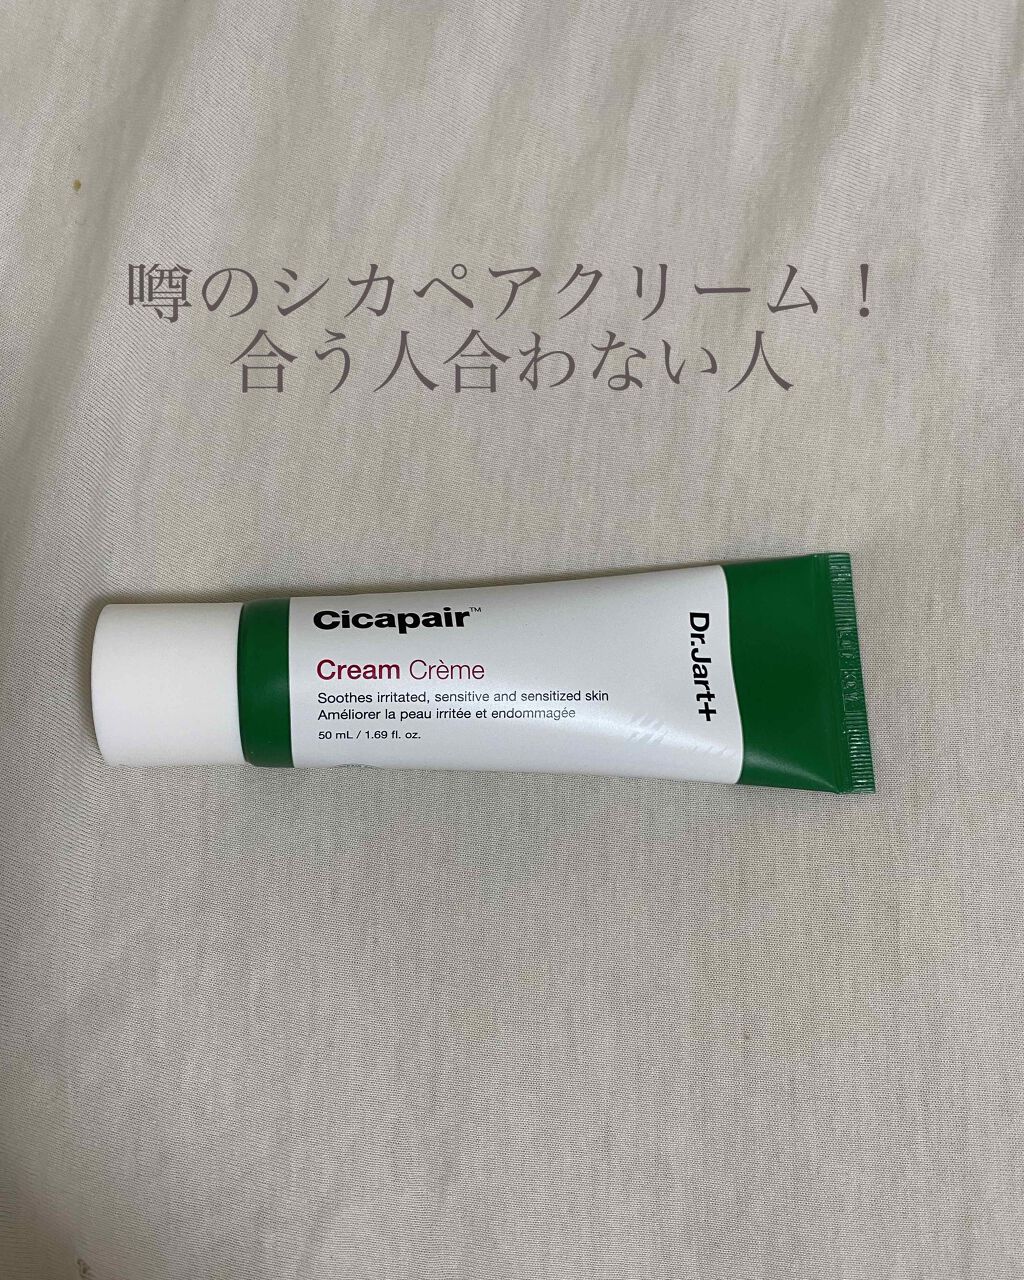 噂のシカペアクリーム！
合う人合わない人
Cicapair™
Cream Crème
Soothes irritated, sensitive and sensitized skin
Améliorer la peau irritée et endommagée
50 mL / 1.69 fl. oz.
Dr.Jart+